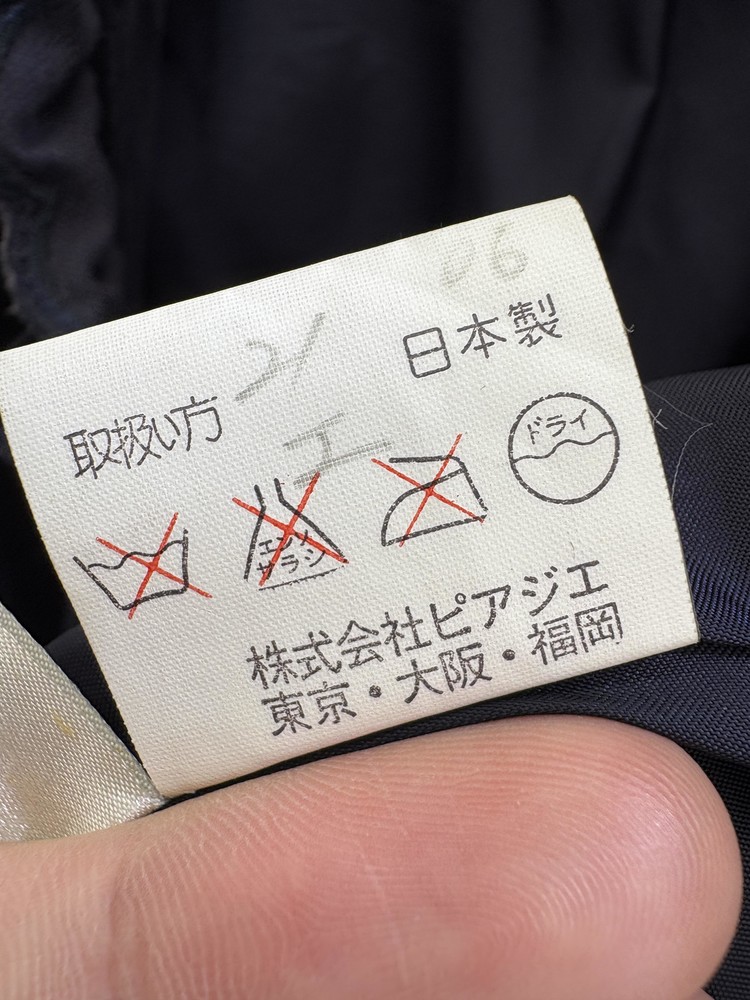 06
日本製
取扱い方
ドライ
エンソ
サラシ
株式会社ピアジエ
東京・大阪・福岡